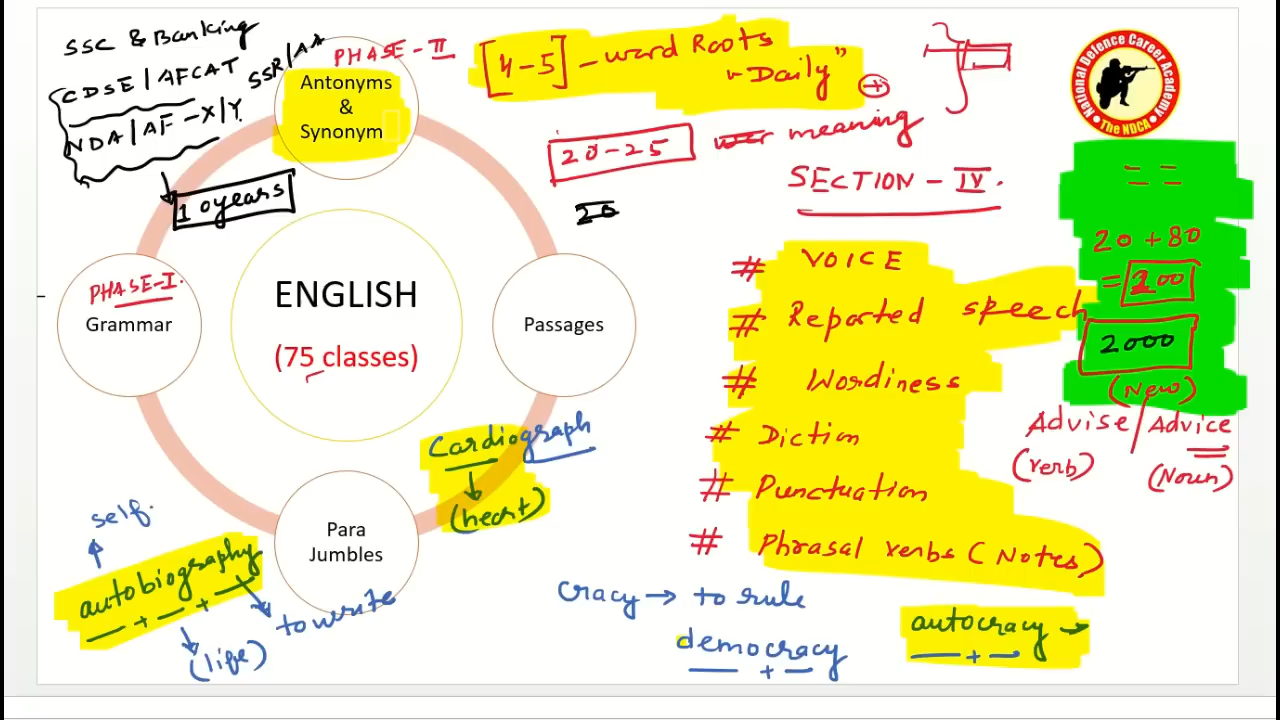 SSC & Banking
CDSE / AFCAT
SSR/AA
NDA / AF - X/Y
10 years
PHASE - II
Antonyms
&
Synonym
[4-5] - word Roots
- Daily"
+
20-25
meaning
20
SECTION - IV.
National Defence Career Academy
The NDCA
20 + 80
= 200
2000
(New)
Advise / Advice
(verb)
(Noun)
PHASE-I.
Grammar
ENGLISH
(75 classes)
Passages
# VOICE
# Reported speech
# Wordiness
# Diction
# Punctuation
# Phrasal verbs (Notes)
Cardiograph
(heart)
Para
Jumbles
self.
autobiography
to write
(life)
cracy → to rule
democracy
autocracy →